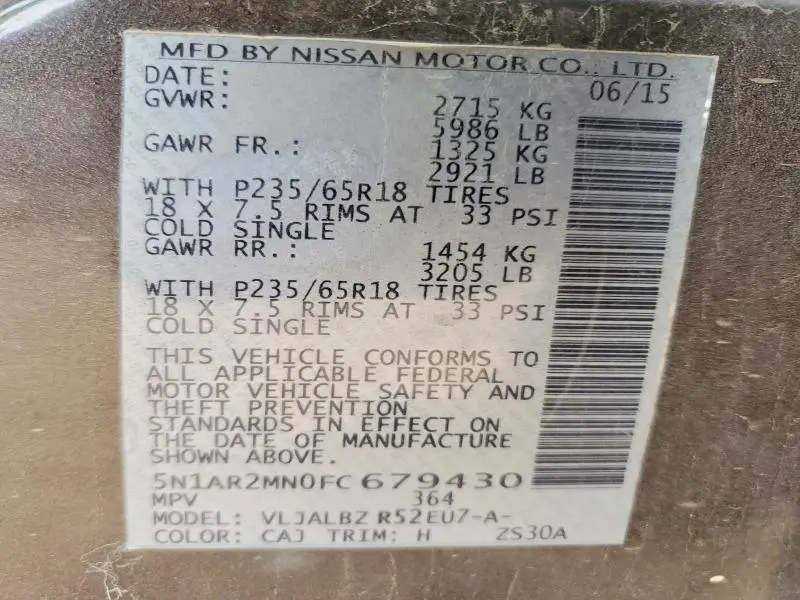 MFD BY NISSAN MOTOR CO., LTD.
DATE: 06/15
GVWR: 2715 KG
5986 LB
GAWR FR.: 1325 KG
2921 LB
WITH P235/65R18 TIRES
18 X 7.5 RIMS AT 33 PSI
COLD SINGLE
GAWR RR.: 1454 KG
3205 LB
WITH P235/65R18 TIRES
18 X 7.5 RIMS AT 33 PSI
COLD SINGLE
THIS VEHICLE CONFORMS TO
ALL APPLICABLE FEDERAL
MOTOR VEHICLE SAFETY AND
THEFT PREVENTION
STANDARDS IN EFFECT ON
THE DATE OF MANUFACTURE
SHOWN ABOVE.
5N1AR2MN0FC679430
MPV 364
MODEL: VLJALBZ R52EU7-A-
COLOR: CAJ TRIM: H ZS30A